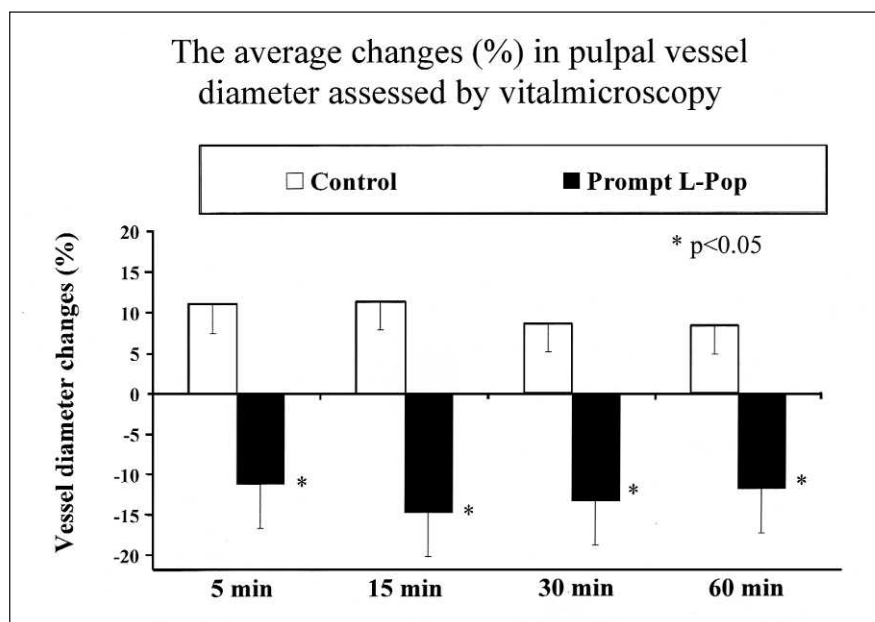 The average changes (%) in pulpal vessel
diameter assessed by vitalmicroscopy
Control Prompt L-Pop
* p<0.05
Vessel diameter changes (%)
20
15
10
5
0
-5
-10
-15
-20
*
*
*
*
5 min 15 min 30 min 60 min